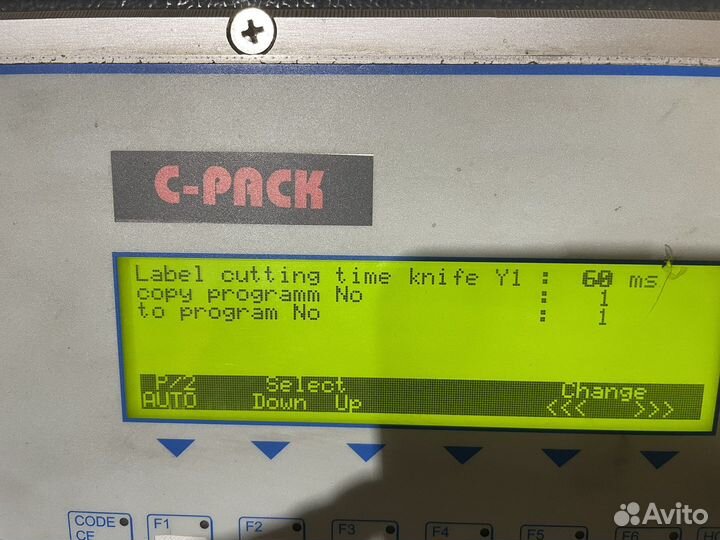 C-PACK
Label cutting time knife Y1 : 60 ms
copy programm No : 1
to program No : 1
P/2 Select Change
AUTO Down Up <<< >>>
CODE F1 F2 F3 F4 F5 F6
CE
Avito